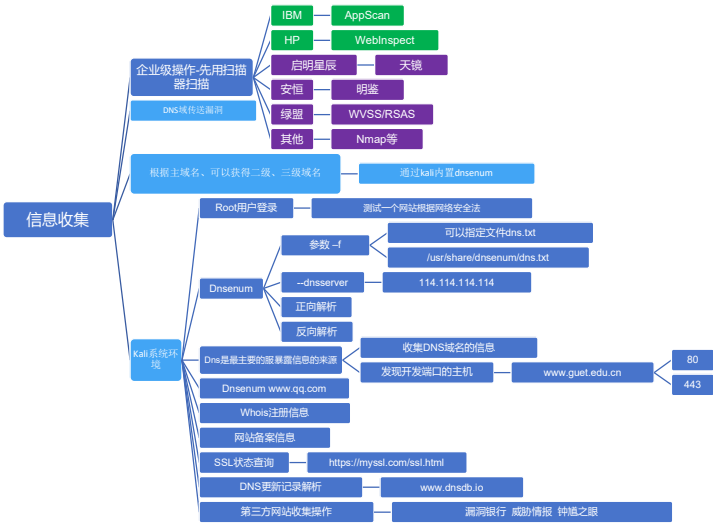 信息收集
企业级操作-先用扫描
器扫描
IBM
AppScan
HP
WebInspect
启明星辰
天镜
安恒
明鉴
绿盟
WVSS/RSAS
其他
Nmap等
DNS域传送漏洞
根据主域名、可以获得二级、三级域名
通过kali内置dnsenum
Kali系统环
境
Root用户登录
测试一个网站根据网络安全法
Dnsenum
参数 –f
可以指定文件dns.txt
/usr/share/dnsenum/dns.txt
--dnsserver
114.114.114.114
正向解析
反向解析
Dns是最主要的服暴露信息的来源
收集DNS域名的信息
发现开发端口的主机
www.guet.edu.cn
80
443
Dnsenum www.qq.com
Whois注册信息
网站备案信息
SSL状态查询
https://myssl.com/ssl.html
DNS更新记录解析
www.dnsdb.io
第三方网站收集操作
漏洞银行 威胁情报 钟馗之眼